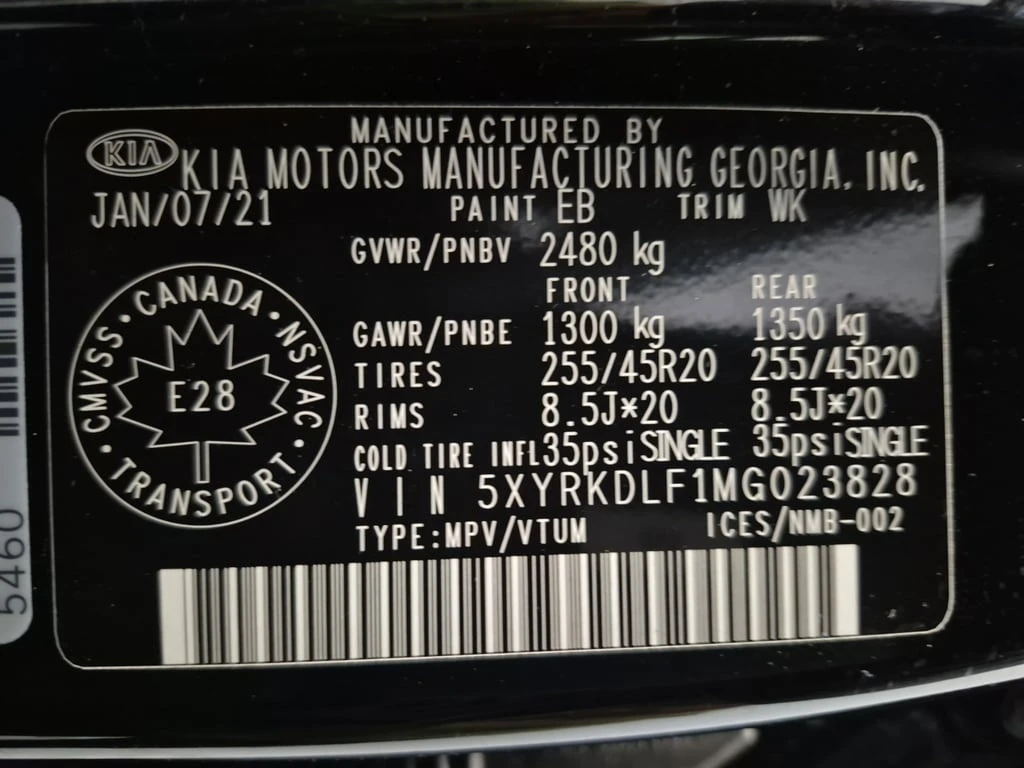 MANUFACTURED BY
KIA KIA MOTORS MANUFACTURING GEORGIA, INC.
JAN/07/21 PAINT EB TRIM WK
GVWR/PNBV 2480 kg
FRONT REAR
GAWR/PNBE 1300 kg 1350 kg
TIRES 255/45R20 255/45R20
RIMS 8.5J*20 8.5J*20
COLD TIRE INFL 35psiSINGLE 35psiSINGLE
VIN 5XYRKDLF1MG023828
TYPE:MPV/VTUM ICES/NMB-002
CMVSS · CANADA · NSVAC · TRANSPORT ·
E28
5460